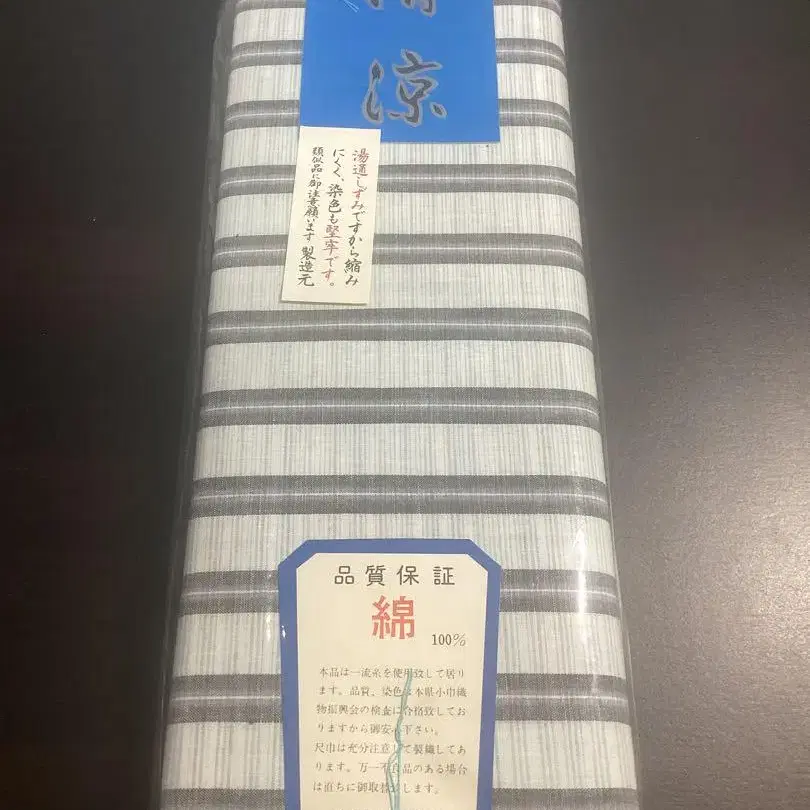 涼
湯通しずみですから縮み
にくく、染色も堅牢です。
類似品に御注意願います 製造元
品質保証
綿
100%
本品は一流糸を使用致して居り
ます。品質、染色は本県小巾織
物振興会の検査に合格致してお
りますから御安心下さい。
尺巾は充分注意して製織してあ
ります。万一不良品のある場合
は直ちに御取替致します。